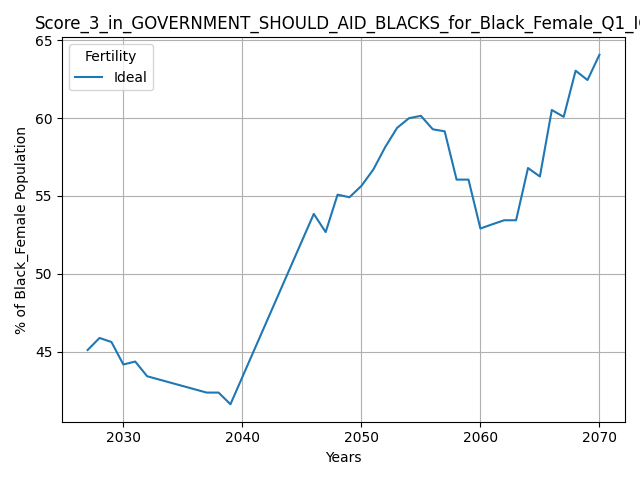 Score_3_in_GOVERNMENT_SHOULD_AID_BLACKS_for_Black_Female_Q1_I
65
Fertility
Ideal
60
55
50
45
% of Black_Female Population
2030 2040 2050 2060 2070
Years